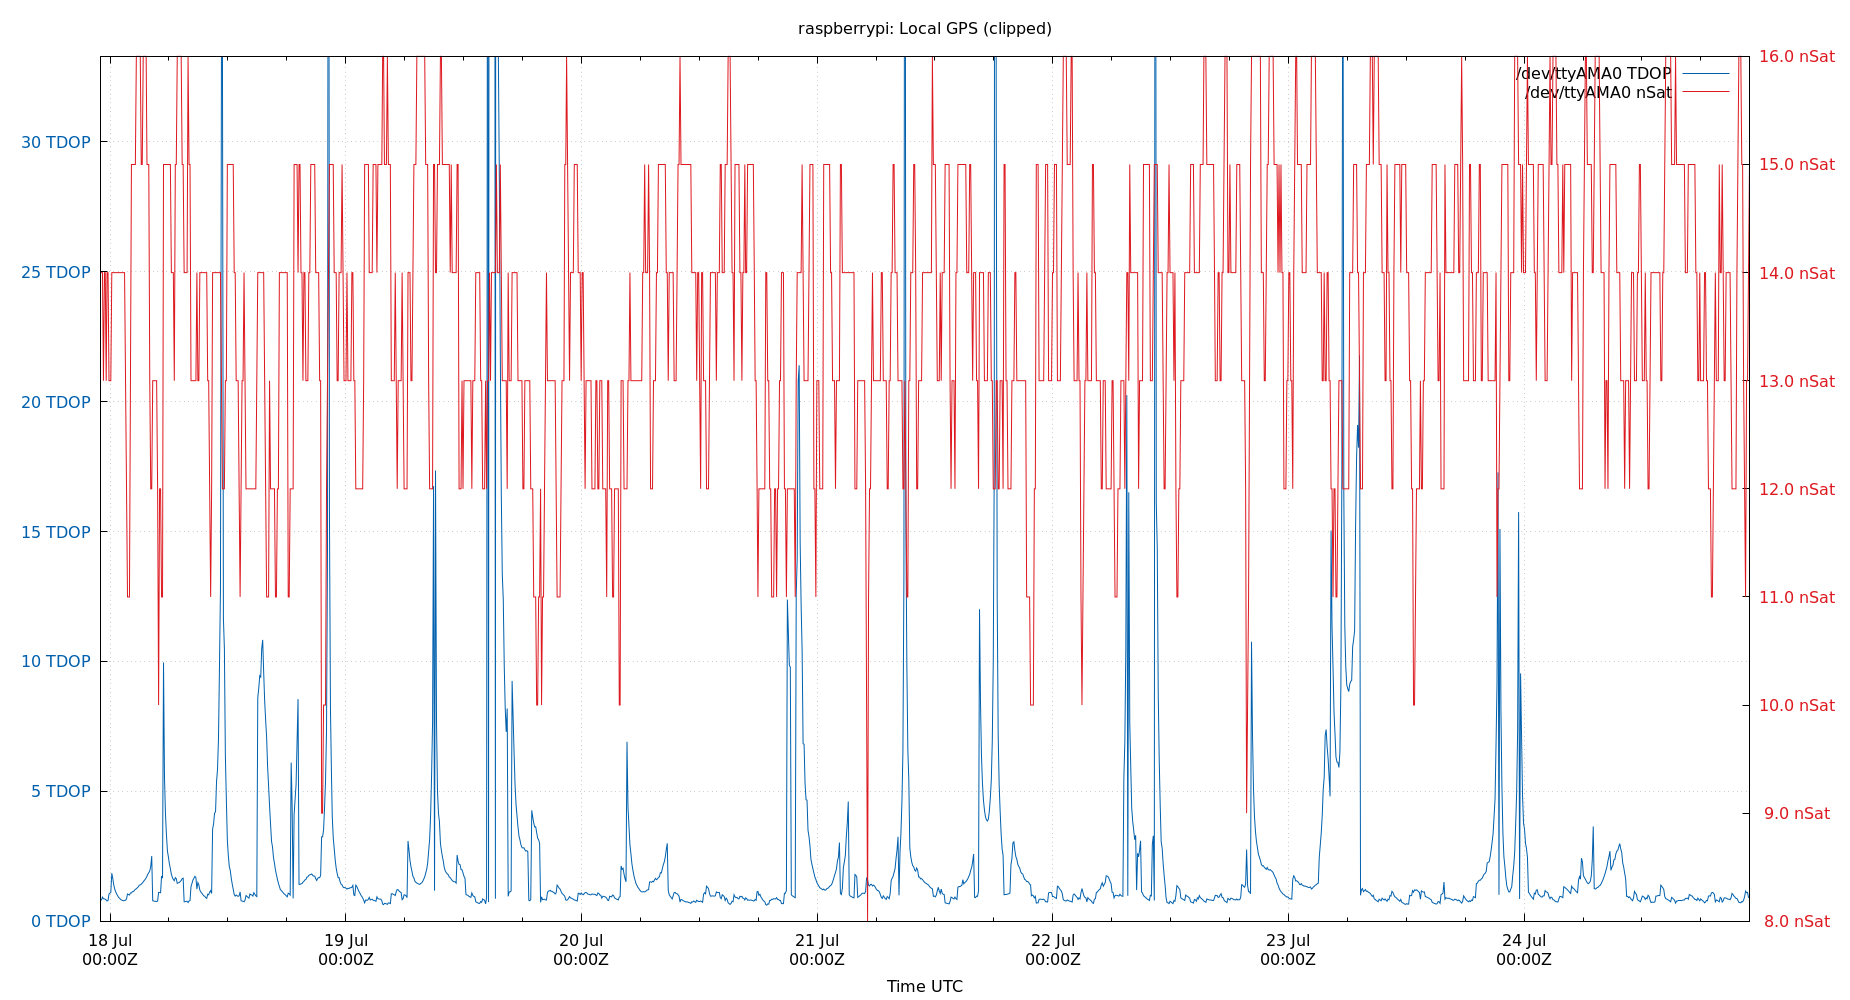 raspberrypi: Local GPS (clipped)
/dev/ttyAMA0 TDOP
/dev/ttyAMA0 nSat
30 TDOP
25 TDOP
20 TDOP
15 TDOP
10 TDOP
5 TDOP
0 TDOP
16.0 nSat
15.0 nSat
14.0 nSat
13.0 nSat
12.0 nSat
11.0 nSat
10.0 nSat
9.0 nSat
8.0 nSat
18 Jul
00:00Z
19 Jul
00:00Z
20 Jul
00:00Z
21 Jul
00:00Z
22 Jul
00:00Z
23 Jul
00:00Z
24 Jul
00:00Z
Time UTC